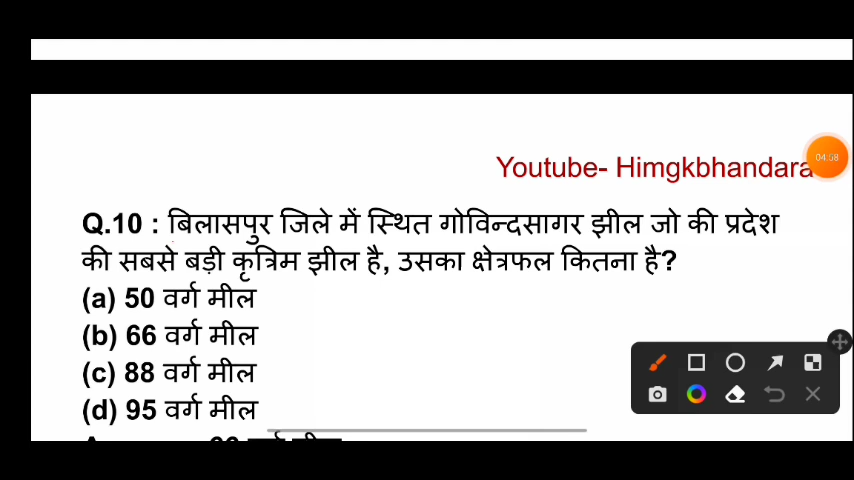 Youtube- Himgkbhandara
04:58
Q.10 : बिलासपुर जिले में स्थित गोविन्दसागर झील जो की प्रदेश
की सबसे बड़ी कृत्रिम झील है, उसका क्षेत्रफल कितना है?
(a) 50 वर्ग मील
(b) 66 वर्ग मील
(c) 88 वर्ग मील
(d) 95 वर्ग मील